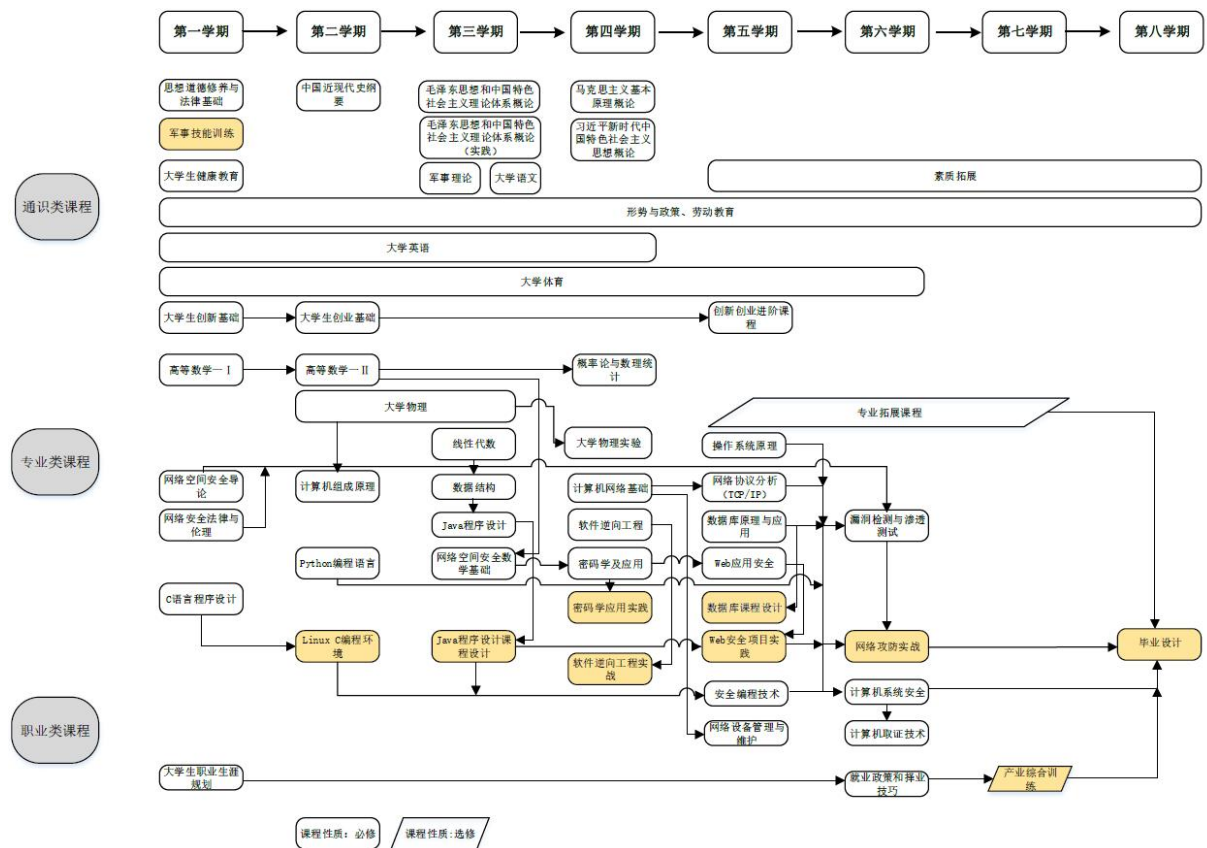 第一学期
第二学期
第三学期
第四学期
第五学期
第六学期
第七学期
第八学期
思想道德修养与
法律基础
中国近现代史纲
要
毛泽东思想和中国特色
社会主义理论体系概论
马克思主义基本
原理概论
军事技能训练
毛泽东思想和中国特色
社会主义理论体系概论
(实践)
习近平新时代中
国特色社会主义
思想概论
大学生健康教育
军事理论
大学语文
素质拓展
通识类课程
形势与政策、劳动教育
大学英语
大学体育
大学生创新基础
大学生创业基础
创新创业进阶课
程
高等数学一Ⅰ
高等数学一Ⅱ
概率论与数理统
计
大学物理
专业拓展课程
线性代数
大学物理实验
操作系统原理
专业类课程
网络空间安全导
论
计算机组成原理
数据结构
计算机网络基础
网络协议分析
(TCP/IP)
网络安全法律与
伦理
Java程序设计
软件逆向工程
数据库原理与应
用
漏洞检测与渗透
测试
Python编程语言
网络空间安全数
学基础
密码学及应用
Web应用安全
C语言程序设计
密码学应用实践
数据库课程设计
Linux C编程环
境
Java程序设计课
程设计
软件逆向工程实
战
Web安全项目实
践
网络攻防实战
毕业设计
安全编程技术
计算机系统安全
职业类课程
网络设备管理与
维护
计算机取证技术
大学生职业生涯
规划
就业政策和择业
技巧
产业综合训
练
课程性质：必修
课程性质:选修